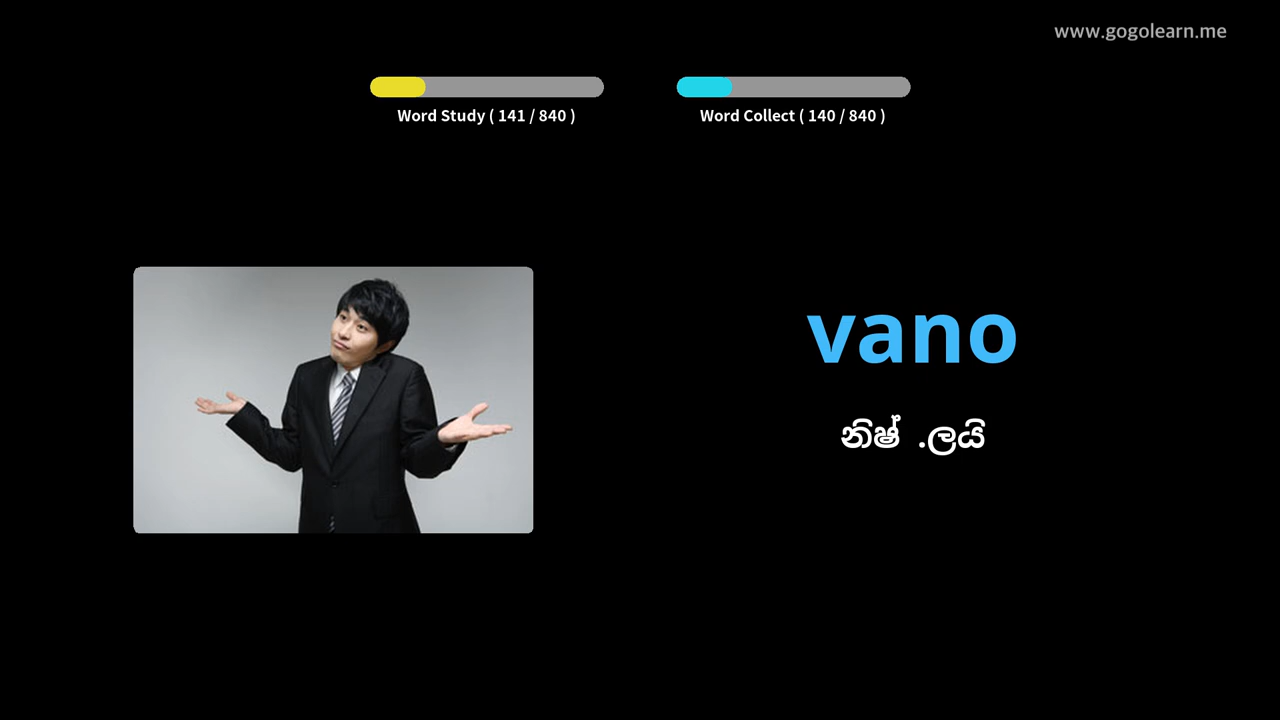 www.gogolearn.me
Word Study ( 141 / 840 )
Word Collect ( 140 / 840 )
vano
නිෂ් .ලයි